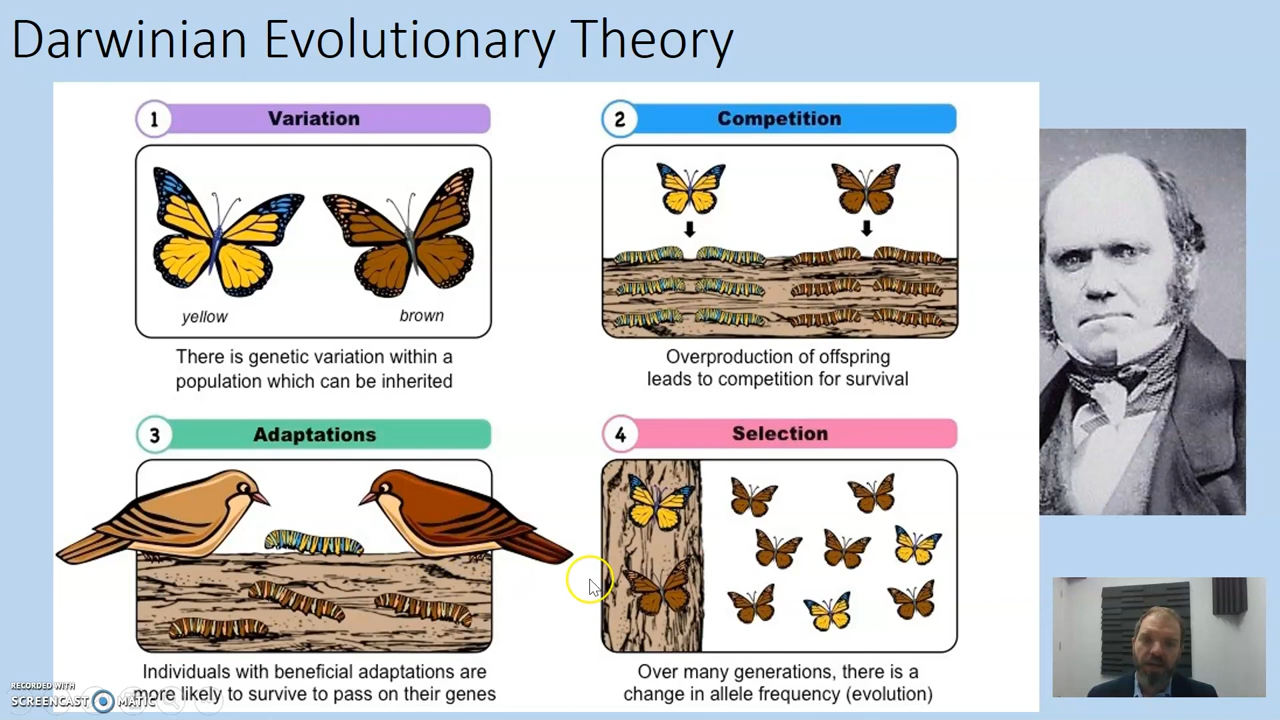 Darwinian Evolutionary Theory
1 Variation
yellow
brown
There is genetic variation within a
population which can be inherited
2 Competition
Overproduction of offspring
leads to competition for survival
3 Adaptations
Individuals with beneficial adaptations are
more likely to survive to pass on their genes
4 Selection
Over many generations, there is a
change in allele frequency (evolution)
RECORDED WITH
SCREENCAST MATIC